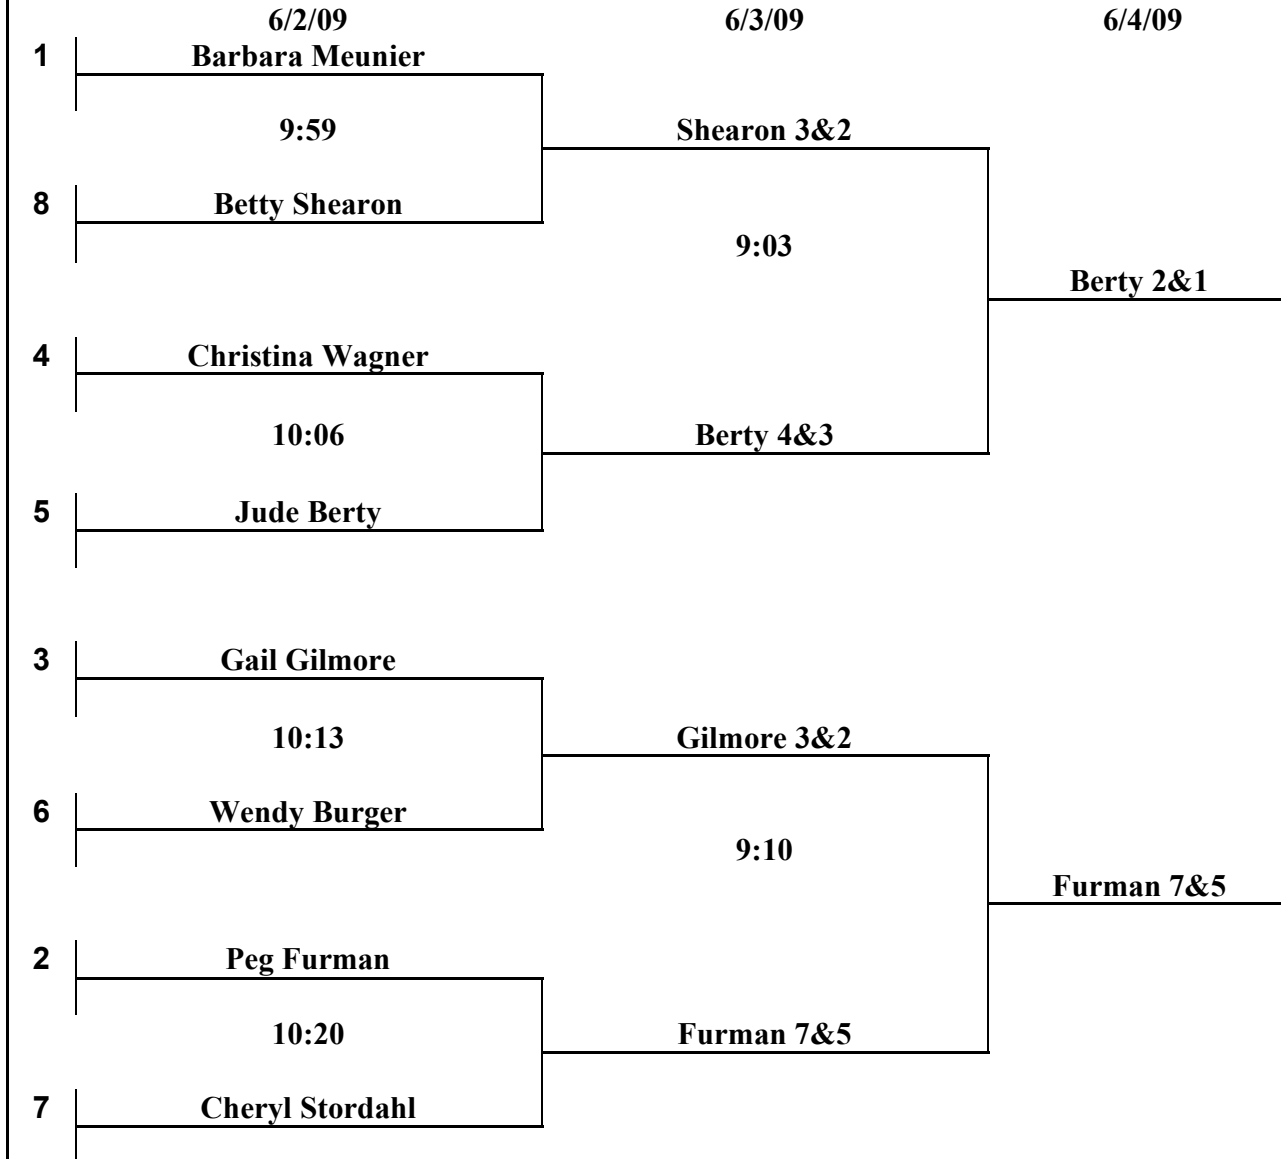 6/2/09 6/3/09 6/4/09
1 Barbara Meunier
9:59 Shearon 3&2
8 Betty Shearon
9:03
Berty 2&1
4 Christina Wagner
10:06 Berty 4&3
5 Jude Berty
3 Gail Gilmore
10:13 Gilmore 3&2
6 Wendy Burger
9:10
Furman 7&5
2 Peg Furman
10:20 Furman 7&5
7 Cheryl Stordahl